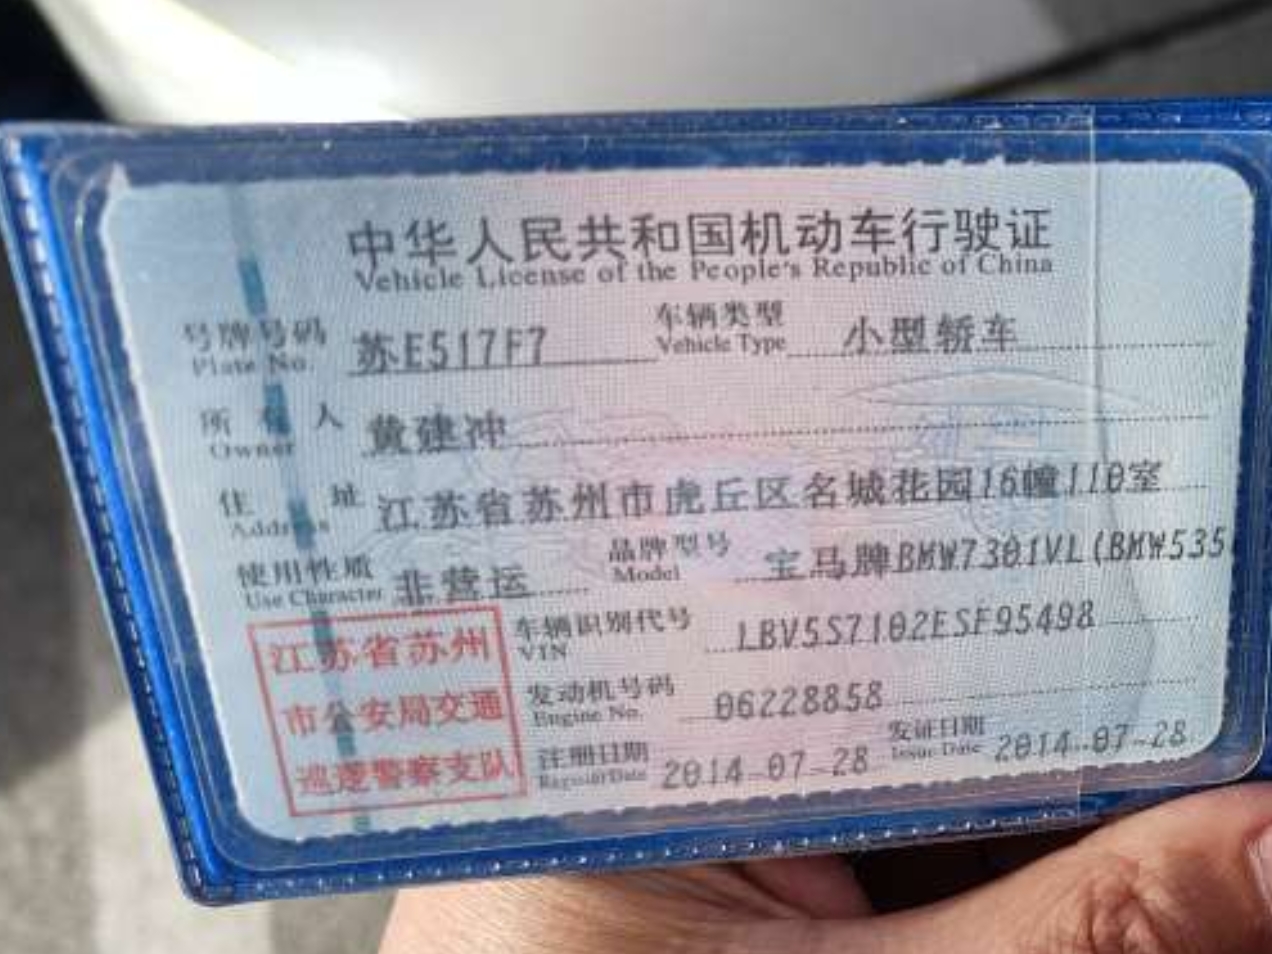 中华人民共和国机动车行驶证
Vehicle License of the People's Republic of China
号牌号码 苏E517F7 车辆类型 小型轿车
Plate No. Vehicle Type
所有人 黄建冲
Owner
住址 江苏省苏州市虎丘区名城花园16幢110室
Address
使用性质 非营运 品牌型号 宝马牌BMW7301VL(BMW535
Use Character Model
江苏省苏州
市公安局交通
巡逻警察支队
车辆识别代号 LBV5S7102ESF95498
VIN
发动机号码 06228858
Engine No.
注册日期 2014-07-28 发证日期 2014-07-28
Register Date Issue Date